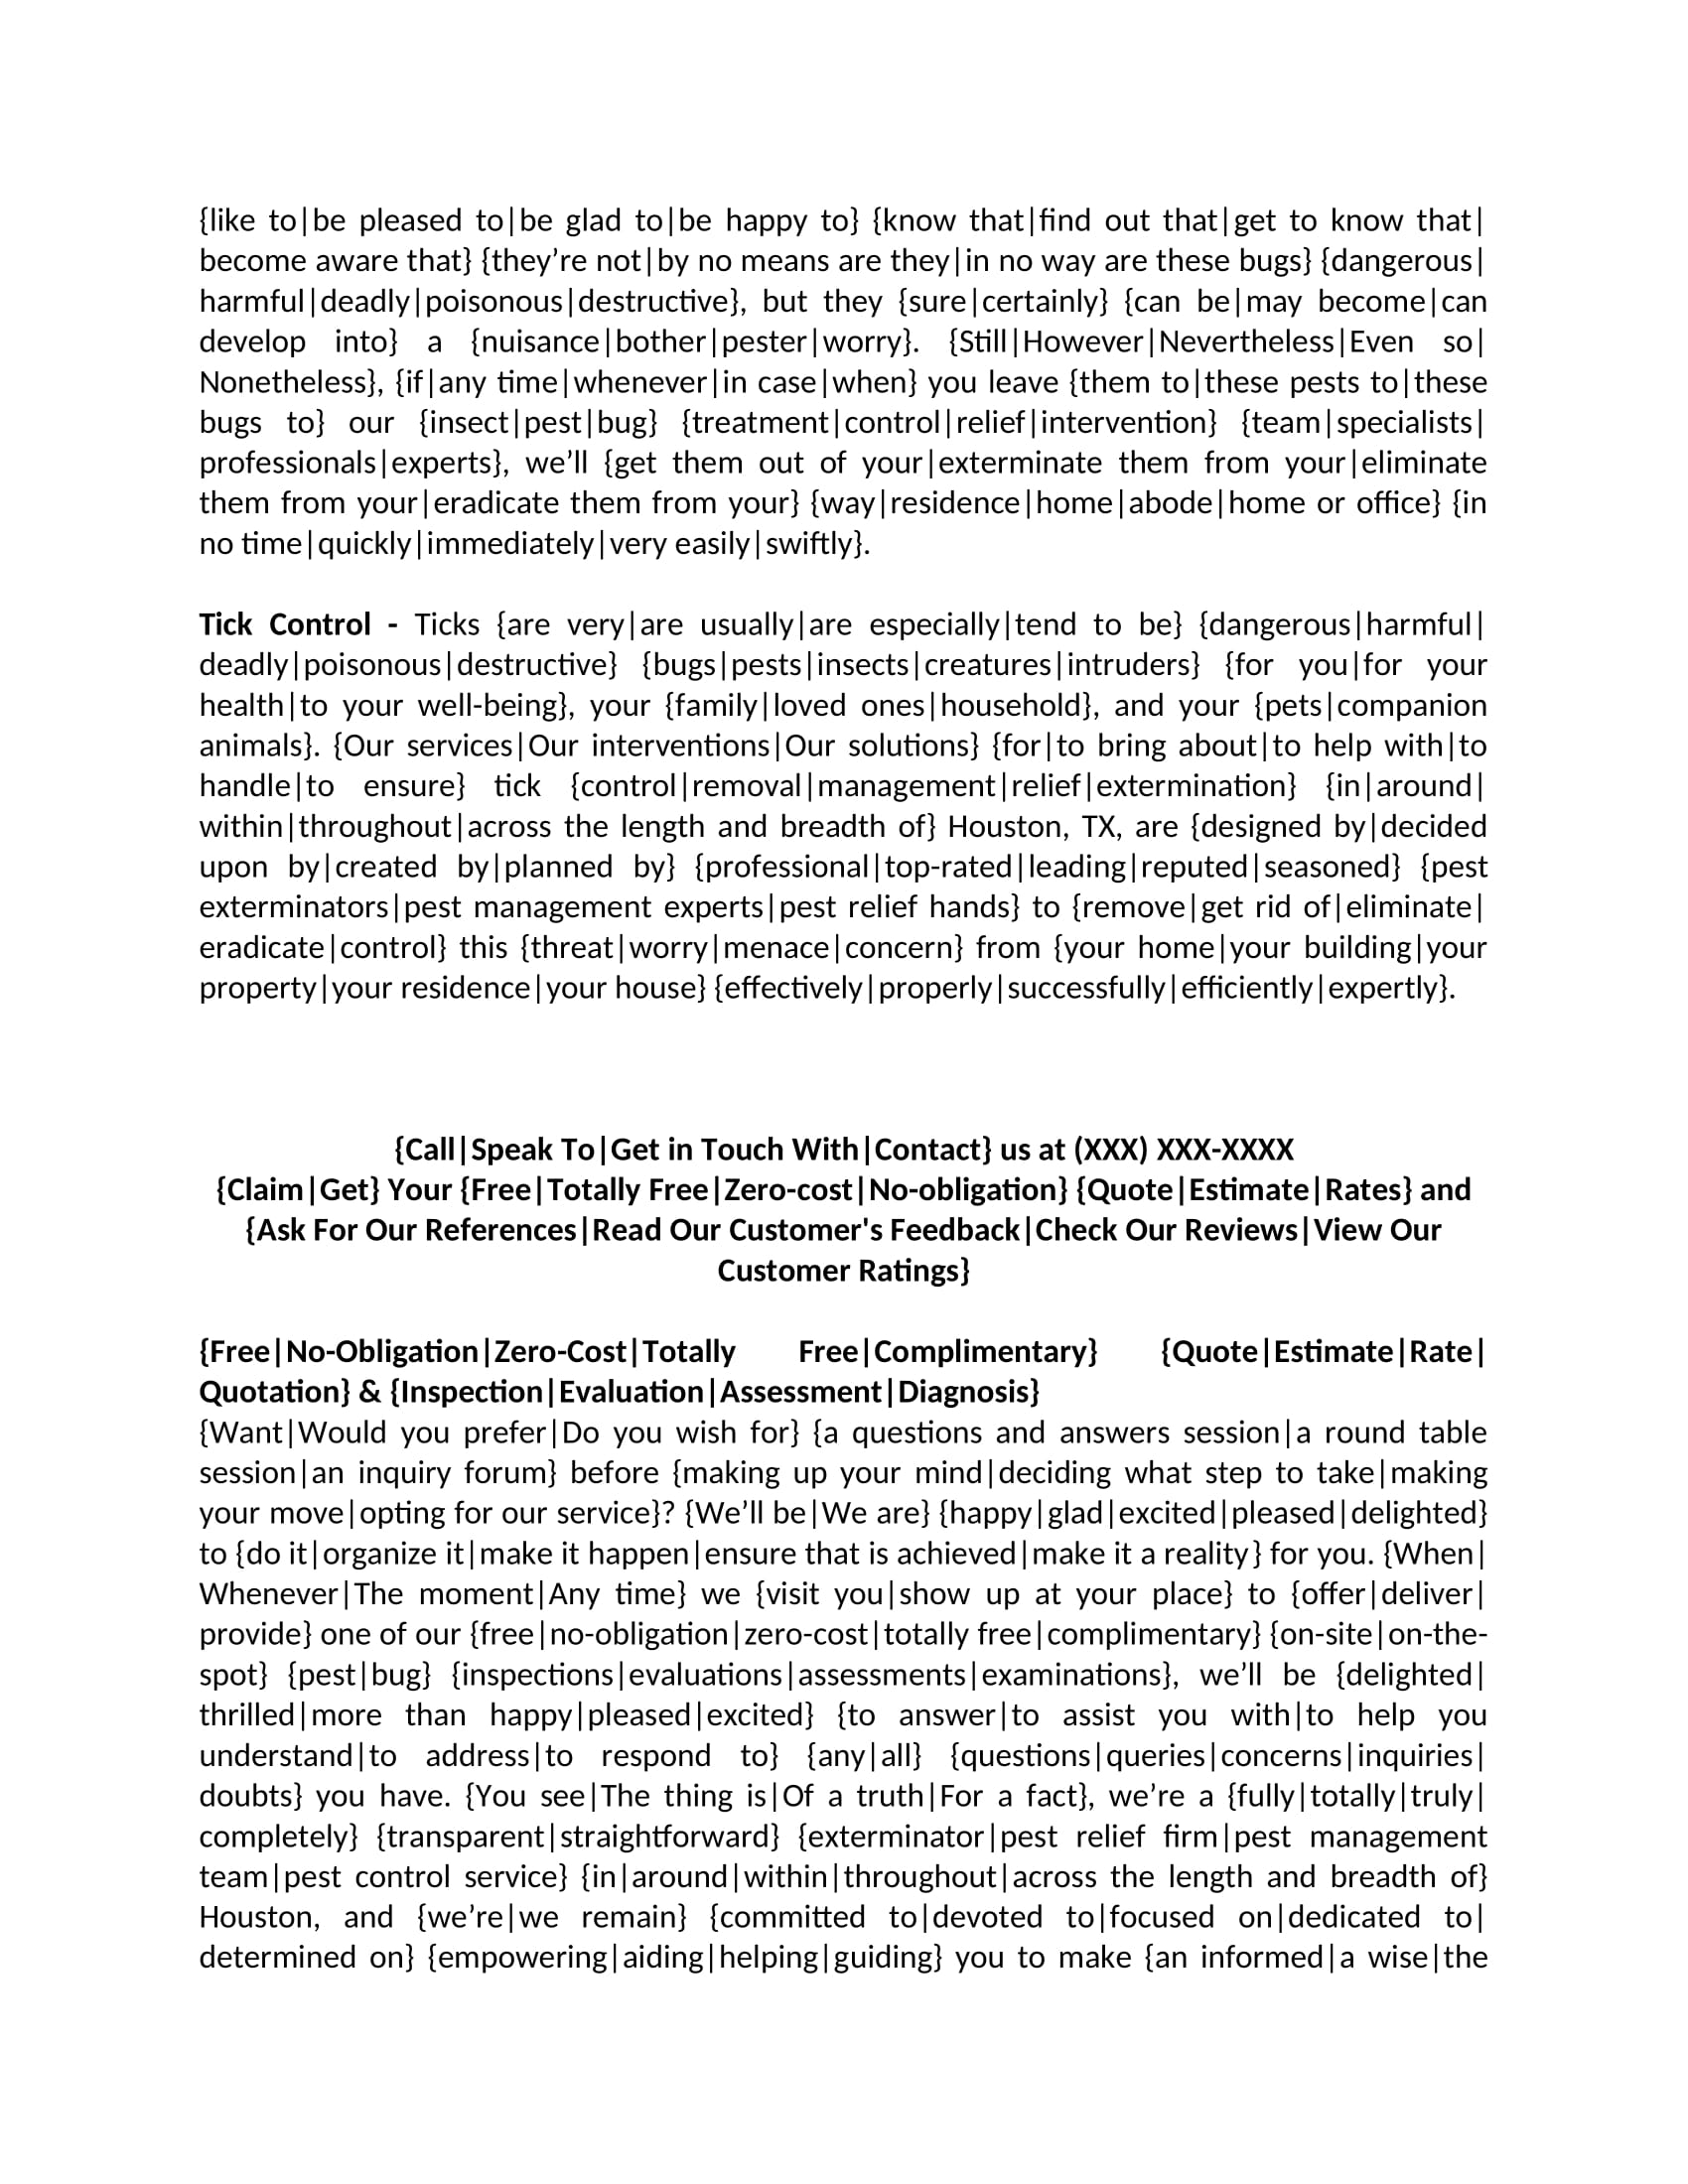 {like to|be pleased to|be glad to|be happy to} {know that|find out that|get to know that|
become aware that} {they’re not|by no means are they|in no way are these bugs} {dangerous|
harmful|deadly|poisonous|destructive}, but they {sure|certainly} {can be|may become|can
develop into} a {nuisance|bother|pester|worry}. {Still|However|Nevertheless|Even so|
Nonetheless}, {if|any time|whenever|in case|when} you leave {them to|these pests to|these
bugs to} our {insect|pest|bug} {treatment|control|relief|intervention} {team|specialists|
professionals|experts}, we’ll {get them out of your|exterminate them from your|eliminate
them from your|eradicate them from your} {way|residence|home|abode|home or office} {in
no time|quickly|immediately|very easily|swiftly}.
Tick Control - Ticks {are very|are usually|are especially|tend to be} {dangerous|harmful|
deadly|poisonous|destructive} {bugs|pests|insects|creatures|intruders} {for you|for your
health|to your well-being}, your {family|loved ones|household}, and your {pets|companion
animals}. {Our services|Our interventions|Our solutions} {for|to bring about|to help with|to
handle|to ensure} tick {control|removal|management|relief|extermination} {in|around|
within|throughout|across the length and breadth of} Houston, TX, are {designed by|decided
upon by|created by|planned by} {professional|top-rated|leading|reputed|seasoned} {pest
exterminators|pest management experts|pest relief hands} to {remove|get rid of|eliminate|
eradicate|control} this {threat|worry|menace|concern} from {your home|your building|your
property|your residence|your house} {effectively|properly|successfully|efficiently|expertly}.
{Call|Speak To|Get in Touch With|Contact} us at (XXX) XXX-XXXX
{Claim|Get} Your {Free|Totally Free|Zero-cost|No-obligation} {Quote|Estimate|Rates} and
{Ask For Our References|Read Our Customer's Feedback|Check Our Reviews|View Our
Customer Ratings}
{Free|No-Obligation|Zero-Cost|Totally Free|Complimentary} {Quote|Estimate|Rate|
Quotation} & {Inspection|Evaluation|Assessment|Diagnosis}
{Want|Would you prefer|Do you wish for} {a questions and answers session|a round table
session|an inquiry forum} before {making up your mind|deciding what step to take|making
your move|opting for our service}? {We’ll be|We are} {happy|glad|excited|pleased|delighted}
to {do it|organize it|make it happen|ensure that is achieved|make it a reality} for you. {When|
Whenever|The moment|Any time} we {visit you|show up at your place} to {offer|deliver|
provide} one of our {free|no-obligation|zero-cost|totally free|complimentary} {on-site|on-the-
spot} {pest|bug} {inspections|evaluations|assessments|examinations}, we’ll be {delighted|
thrilled|more than happy|pleased|excited} {to answer|to assist you with|to help you
understand|to address|to respond to} {any|all} {questions|queries|concerns|inquiries|
doubts} you have. {You see|The thing is|Of a truth|For a fact}, we’re a {fully|totally|truly|
completely} {transparent|straightforward} {exterminator|pest relief firm|pest management
team|pest control service} {in|around|within|throughout|across the length and breadth of}
Houston, and {we’re|we remain} {committed to|devoted to|focused on|dedicated to|
determined on} {empowering|aiding|helping|guiding} you to make {an informed|a wise|the